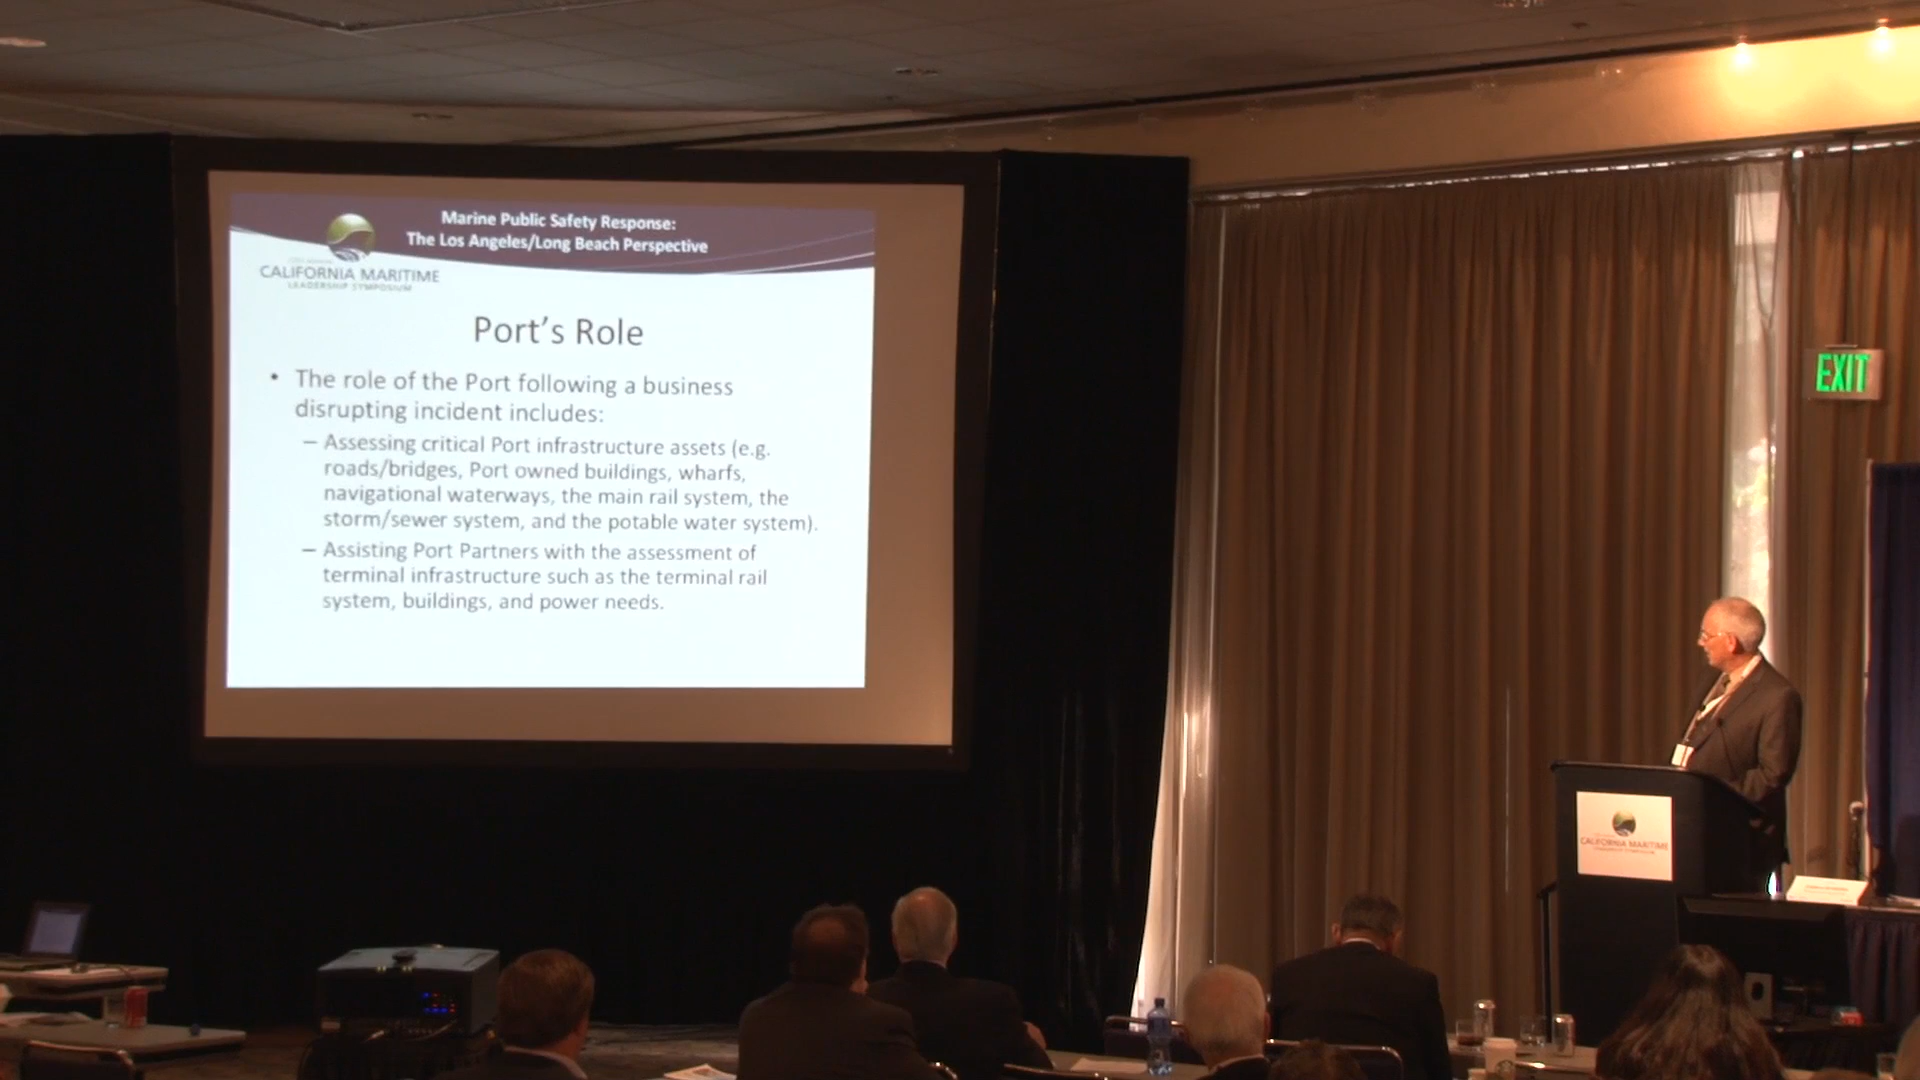 Marine Public Safety Response:
The Los Angeles/Long Beach Perspective
CALIFORNIA MARITIME
LEADERSHIP SYMPOSIUM
Port's Role
• The role of the Port following a business
disrupting incident includes:
– Assessing critical Port infrastructure assets (e.g.
roads/bridges, Port owned buildings, wharfs,
navigational waterways, the main rail system, the
storm/sewer system, and the potable water system).
– Assisting Port Partners with the assessment of
terminal infrastructure such as the terminal rail
system, buildings, and power needs.
EXIT
CALIFORNIA MARITIME